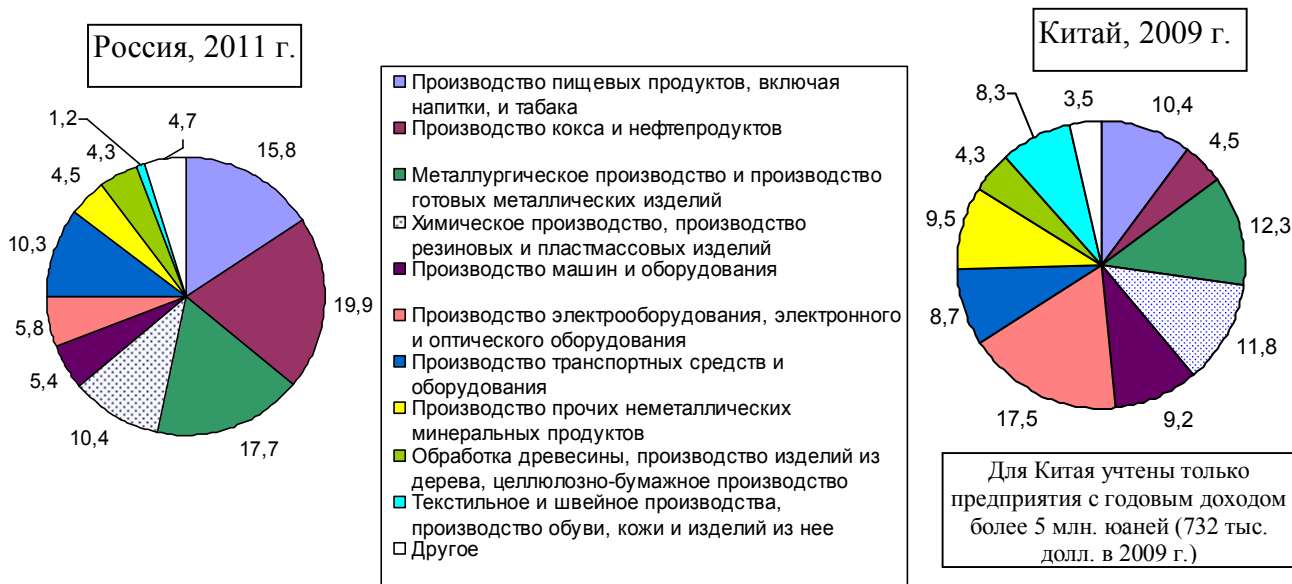 Россия, 2011 г.
1,2
4,7
4,3
15,8
4,5
10,3
19,9
5,8
5,4
10,4
17,7
Производство пищевых продуктов, включая
напитки, и табака
Производство кокса и нефтепродуктов
Металлургическое производство и производство
готовых металлических изделий
Химическое производство, производство
резиновых и пластмассовых изделий
Производство машин и оборудования
Производство электрооборудования, электронного
и оптического оборудования
Производство транспортных средств и
оборудования
Производство прочих неметаллических
минеральных продуктов
Обработка древесины, производство изделий из
дерева, целлюлозно-бумажное производство
Текстильное и швейное производства,
производство обуви, кожи и изделий из нее
Другое
Китай, 2009 г.
8,3
3,5
10,4
4,5
4,3
9,5
12,3
8,7
11,8
17,5
9,2
Для Китая учтены только
предприятия с годовым доходом
более 5 млн. юаней (732 тыс.
долл. в 2009 г.)